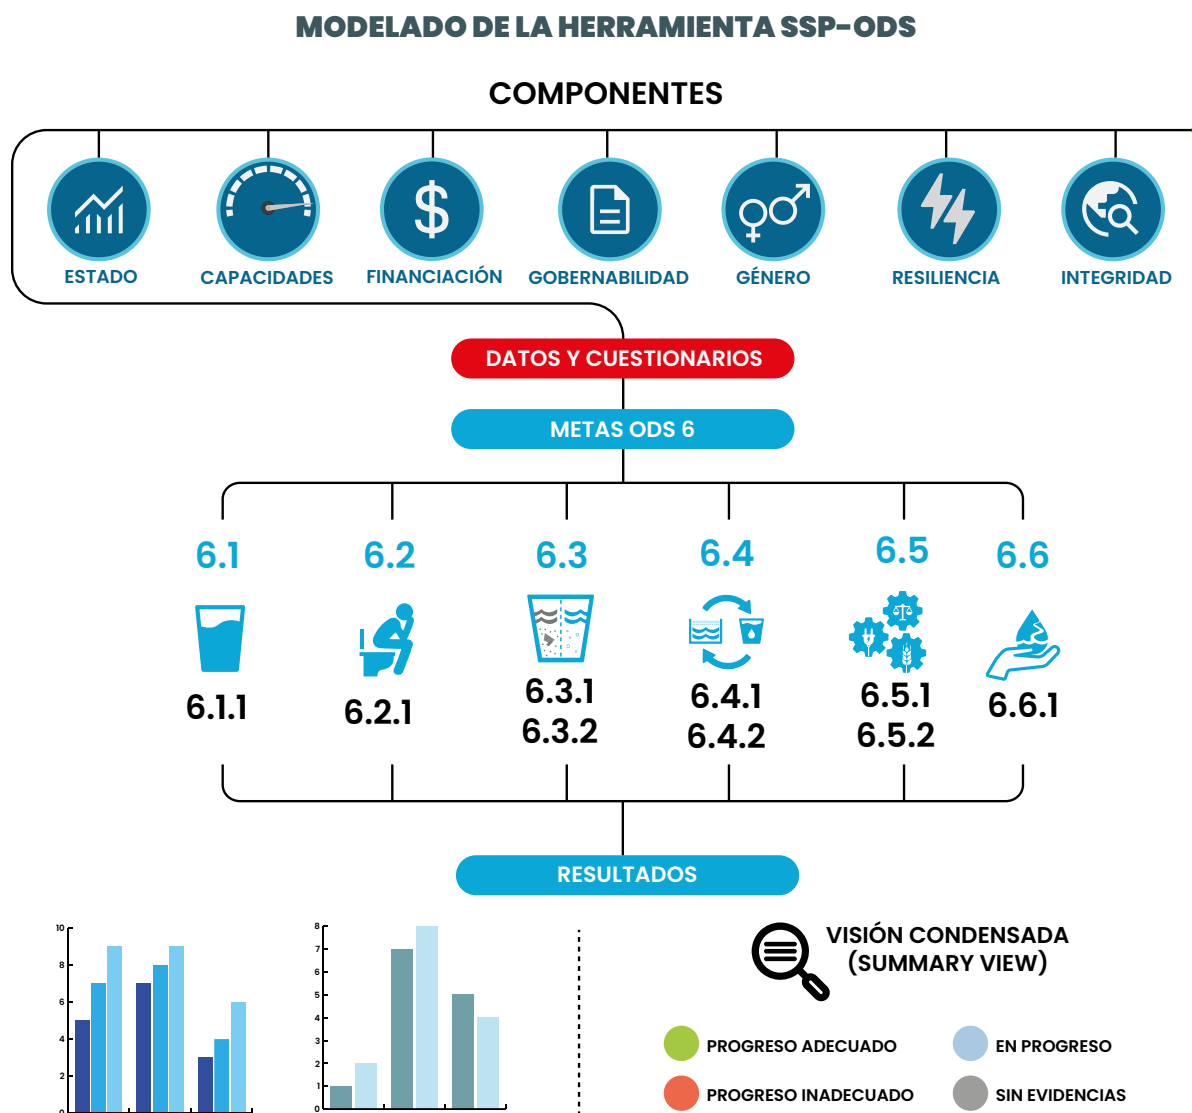 MODELADO DE LA HERRAMIENTA SSP-ODS
COMPONENTES
ESTADO
CAPACIDADES
FINANCIACIÓN
GOBERNABILIDAD
GÉNERO
RESILIENCIA
INTEGRIDAD
DATOS Y CUESTIONARIOS
METAS ODS 6
6.1
6.2
6.3
6.4
6.5
6.6
6.1.1
6.2.1
6.3.1
6.3.2
6.4.1
6.4.2
6.5.1
6.5.2
6.6.1
RESULTADOS
10
8
6
4
2
0
8
7
6
5
4
3
2
1
0
VISIÓN CONDENSADA
(SUMMARY VIEW)
PROGRESO ADECUADO
EN PROGRESO
PROGRESO INADECUADO
SIN EVIDENCIAS